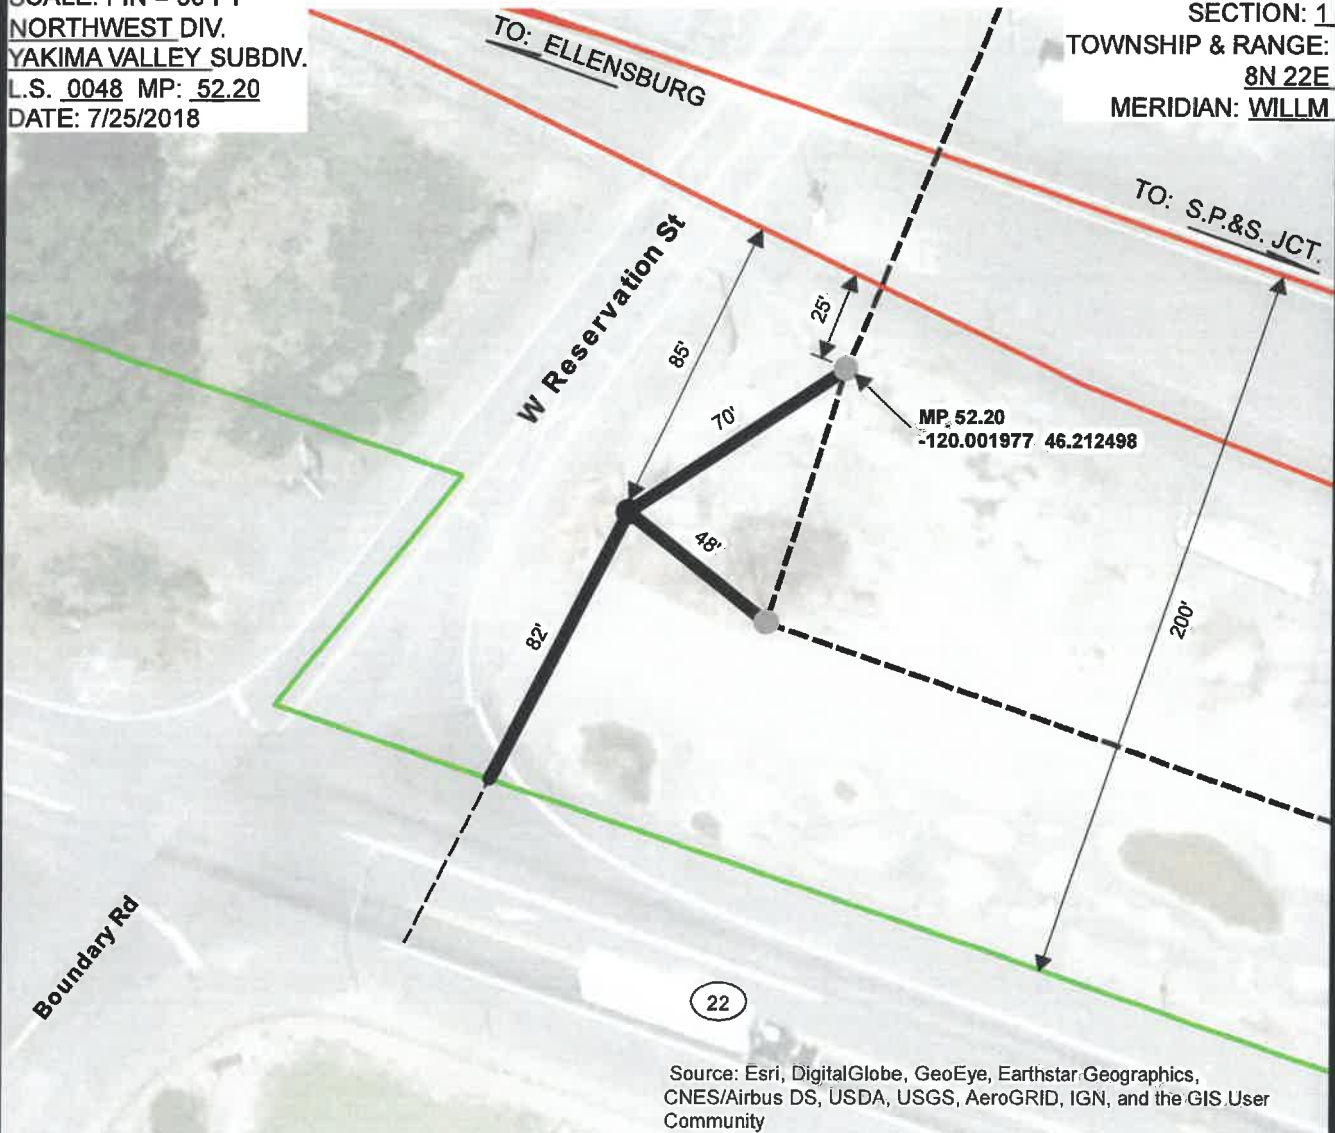 NORTHWEST DIV.
YAKIMA VALLEY SUBDIV.
L.S. 0048 MP: 52.20
DATE: 7/25/2018
SECTION: 1
TOWNSHIP & RANGE:
8N 22E
MERIDIAN: WILLM
TO: ELLENSBURG
TO: S.P.&S. JCT.
W Reservation St
25'
85'
70'
MP 52.20
-120.001977 46.212498
48'
82'
200'
Boundary Rd
22
Source: Esri, DigitalGlobe, GeoEye, Earthstar Geographics,
CNES/Airbus DS, USDA, USGS, AeroGRID, IGN, and the GIS User
Community